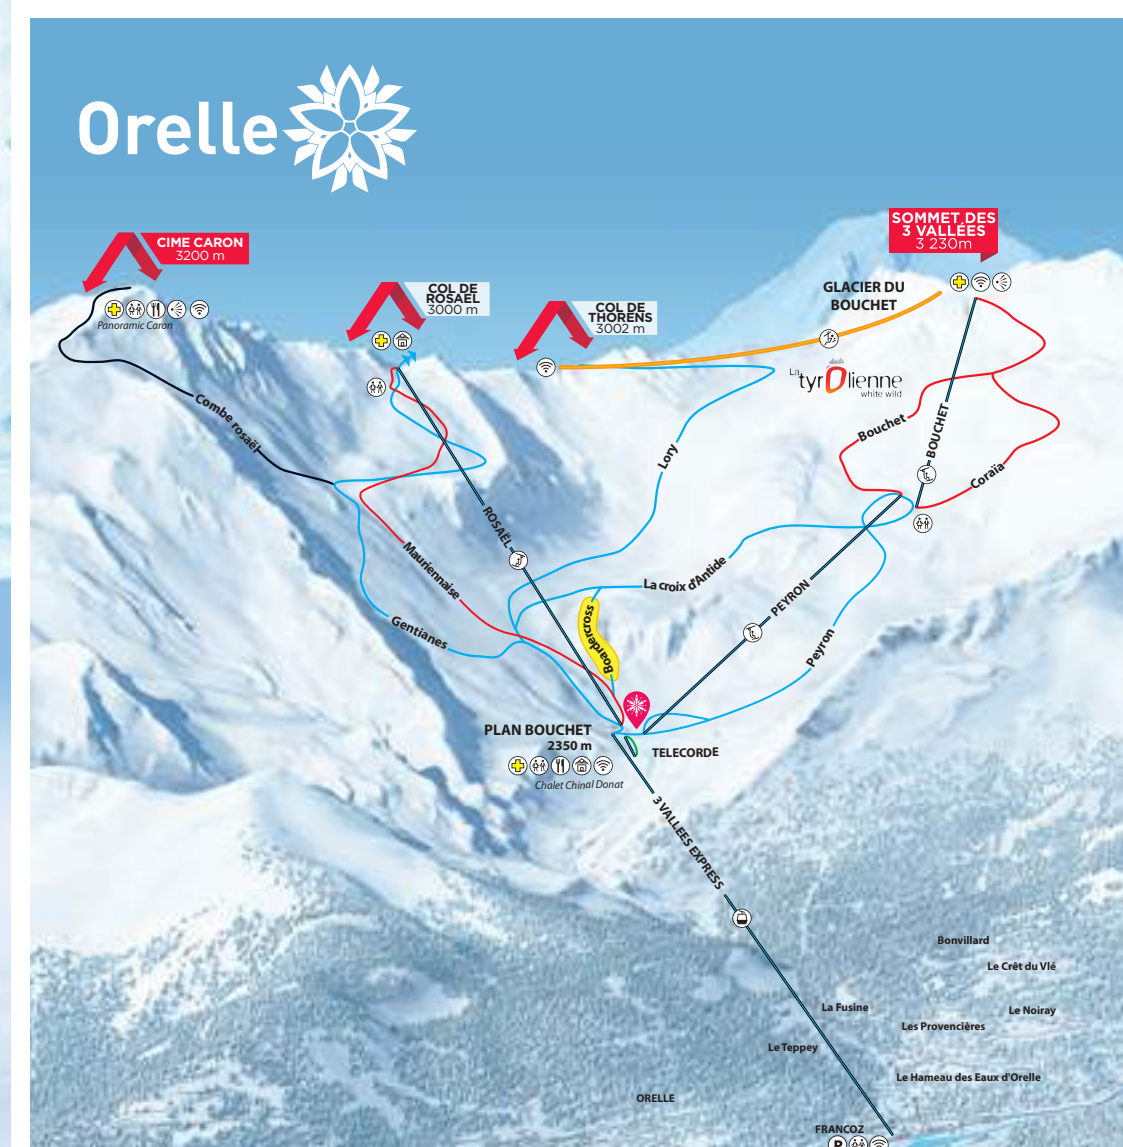 Orelle
CIME CARON
3200 m
Panoramic Caron
COL DE
ROSAEL
3000 m
COL DE
THORENS
3002 m
GLACIER DU
BOUCHET
SOMMET DES
3 VALLÉES
3 230m
La
tyrOlienne
white wild
Combe rosaël
Lory
Bouchet
BOUCHET
Coraïa
ROSAËL
Mauriennaise
Gentianes
La croix d'Antide
Boardercross
PEYRON
Peyron
PLAN BOUCHET
2350 m
Chalet Chinal Donat
TELECORDE
3 VALLEES EXPRESS
Bonvillard
Le Crêt du Vlé
La Fusine
Le Noiray
Les Provencières
Le Teppey
Le Hameau des Eaux d'Orelle
ORELLE
FRANCOZ
P